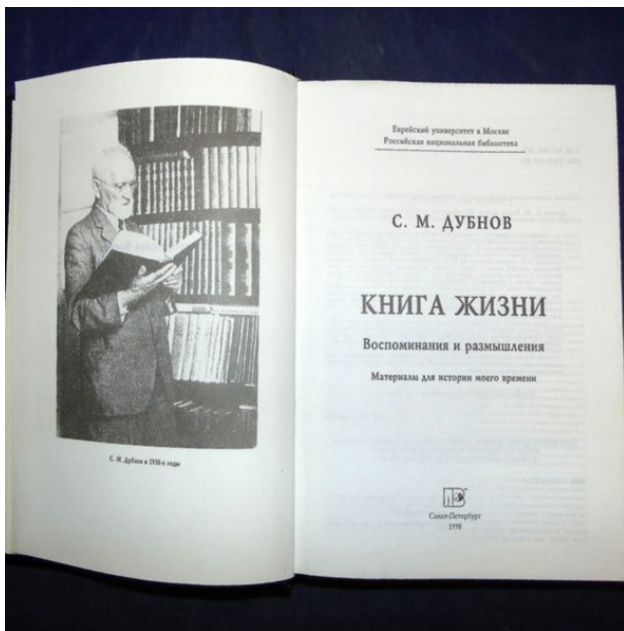 С. М. Дубнов в 1930-е годы
Еврейский университет в Москве
Российская национальная библиотека
С. М. ДУБНОВ
КНИГА ЖИЗНИ
Воспоминания и размышления
Материалы для истории моего времени
Санкт-Петербург
1998